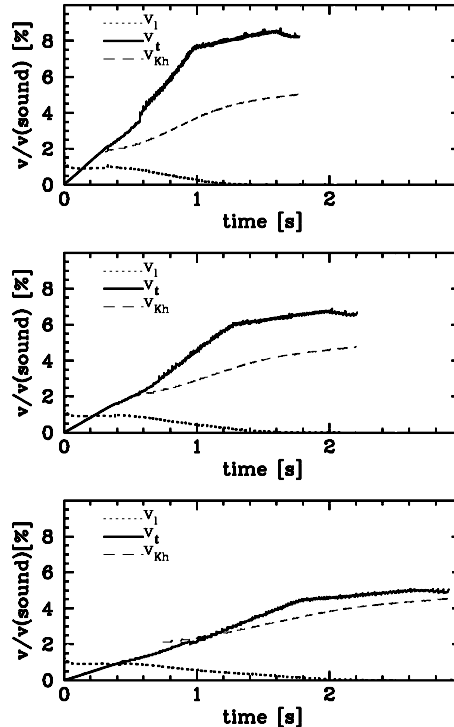 V_l
V_t
V_Kh
v/v(sound) [%]
8
6
4
2
0
0 1 2
time [s]
V_l
V_t
V_Kh
v/v(sound) [%]
8
6
4
2
0
0 1 2
time [s]
V_l
V_t
V_Kh
v/v(sound)[%]
8
6
4
2
0
0 1 2
time [s]